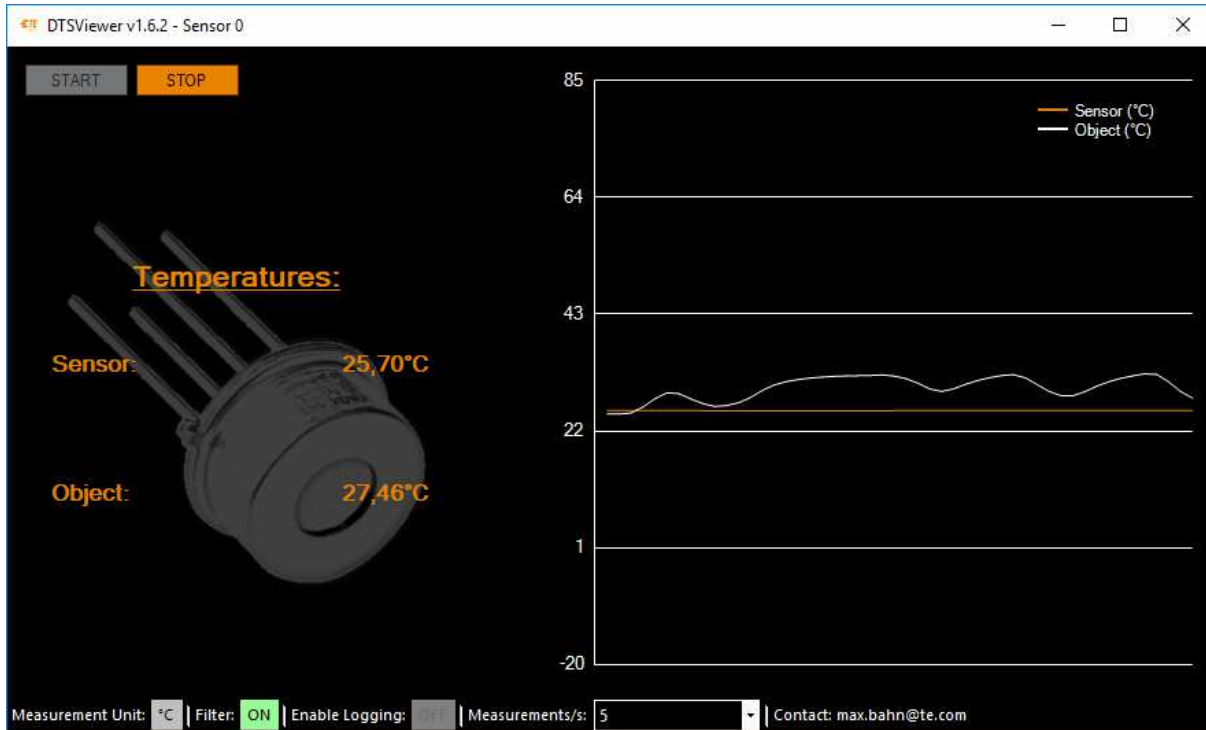 DTSViewer v1.6.2 - Sensor 0
START STOP
Temperatures:
Sensor: 25,70°C
Object: 27,46°C
85
64
43
22
1
-20
Sensor (°C)
Object (°C)
Measurement Unit: °C Filter: ON Enable Logging: OFF Measurements/s: 5 Contact: max.bahn@te.com